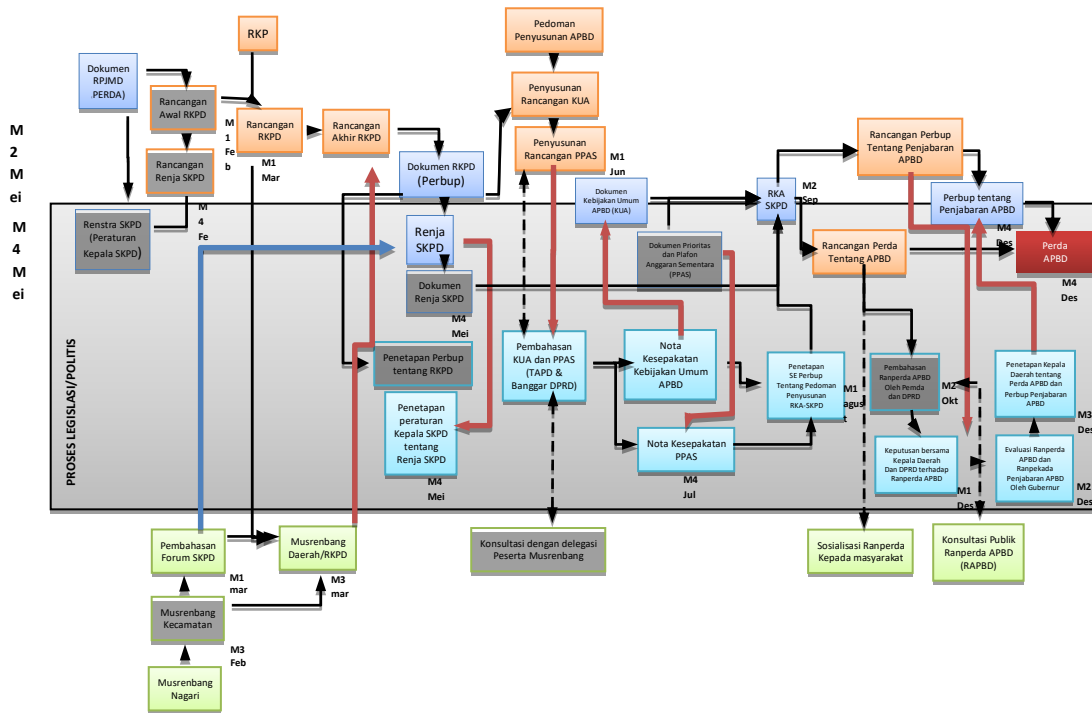 RKP
Pedoman
Penyusunan APBD
Dokumen
RPJMD
PERDA)
Rancangan
Awal RKPD
M
1
Fe
b
Rancangan
RKPD
M1
Mar
Rancangan
Akhir RKPD
Penyusunan
Rancangan KUA
Penyusunan
Rancangan PPAS
M1
Jun
Rancangan Perbup
Tentang Penjabaran
APBD
M
2
M
ei
M
4
M
ei
Rancangan
Renja SKPD
M
4
Fe
Dokumen RKPD
(Perbup)
Dokumen
Kebijakan Umum
APBD (KUA)
RKA
SKPD
M2
Sep
Perbup tentang
Penjabaran APBD
M4
Des
Renstra SKPD
(Peraturan
Kepala SKPD)
Renja
SKPD
Dokumen Prioritas
dan Plafon
Anggaran Sementara
(PPAS)
Rancangan Perda
Tentang APBD
Perda
APBD
M4
Des
Dokumen
Renja SKPD
M4
Mei
PROSES LEGISLAS/POLITIS
Penetapan Perbup
tentang RKPD
Pembahasan
KUA dan PPAS
(TAPD &
Banggar DPRD)
Nota
Kesepakatan
Kebijakan Umum
APBD
Penetapan
SE Perbup
Tentang Pedoman
Penyusunan
RKA-SKPD
M1
agus
t
Pembahasan
Ranperda APBD
Oleh Pemda
dan DPRD
M2
Okt
Penetapan Kepala
Daerah tentang
Perda APBD dan
Perbup Penjabaran
APBD
M3
Des
Penetapan
peraturan
Kepala SKPD
tentang
Renja SKPD
M4
Mei
Nota Kesepakatan
PPAS
M4
Jul
Keputusan bersama
Kepala Daerah
Dan DPRD terhadap
Ranperda APBD
M1
Des
Evaluasi Ranperda
APBD dan
Ranpekada
Penjabaran APBD
Oleh Gubernur
M2
Des
Pembahasan
Forum SKPD
M1
mar
Musrenbang
Daerah/RKPD
M3
mar
Konsultasi dengan delegasi
Peserta Musrenbang
Sosialisasi Ranperda
Kepada masyarakat
Konsultasi Publik
Ranperda APBD
(RAPBD)
Musrenbang
Kecamatan
M3
Feb
Musrenbang
Nagari